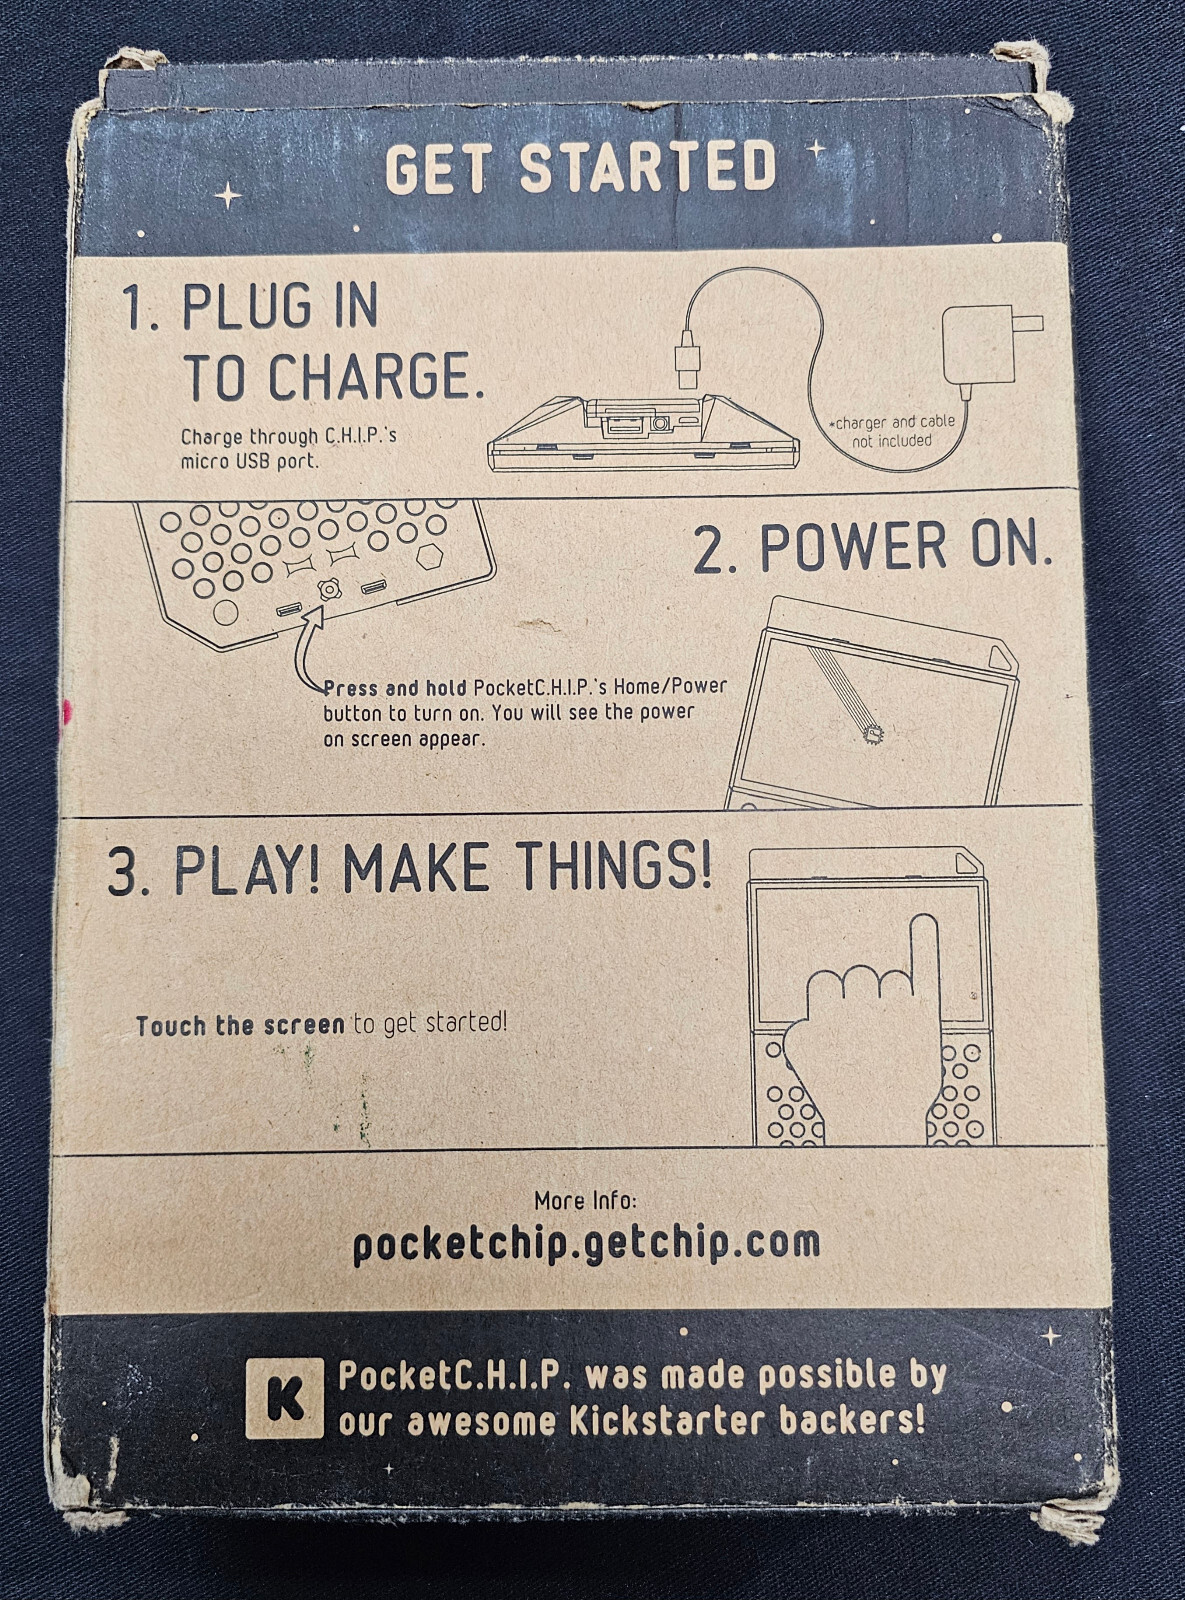 GET STARTED
1. PLUG IN
TO CHARGE.
Charge through C.H.I.P.'s
micro USB port.
*charger and cable
not included
2. POWER ON.
Press and hold PocketC.H.I.P.'s Home/Power
button to turn on. You will see the power
on screen appear.
3. PLAY! MAKE THINGS!
Touch the screen to get started!
More Info:
pocketchip.getchip.com
K
PocketC.H.I.P. was made possible by
our awesome Kickstarter backers!